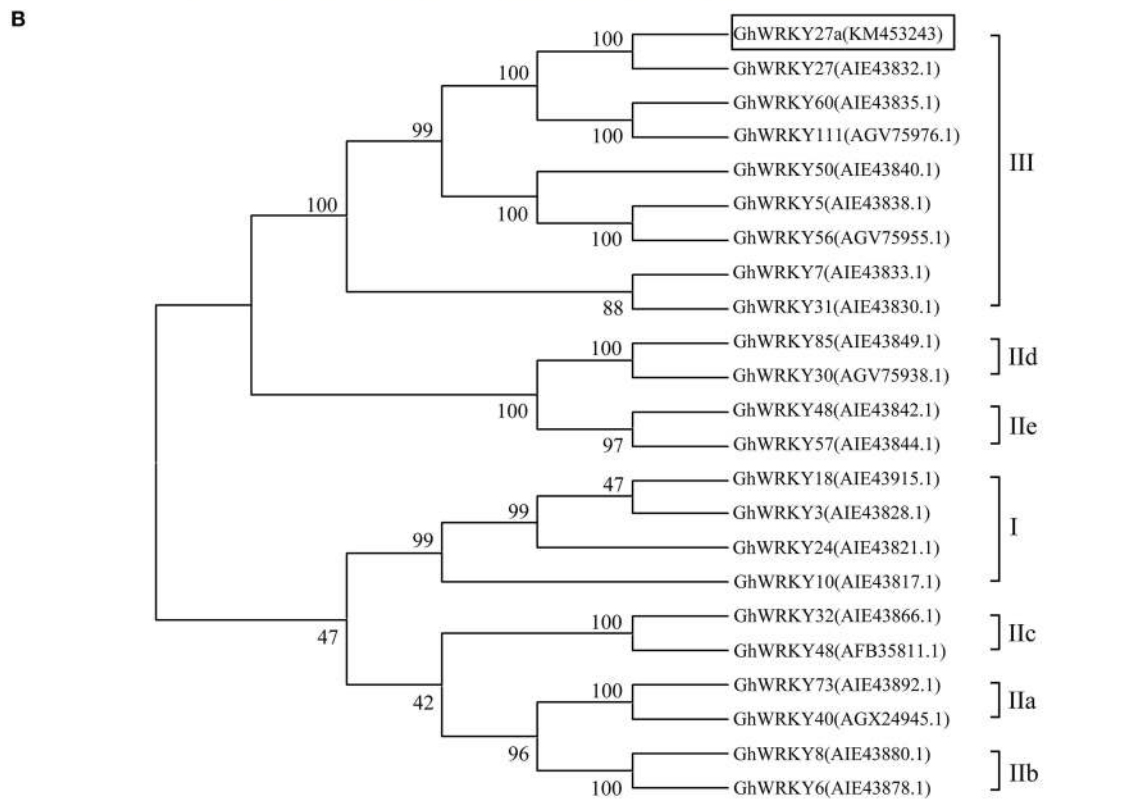 B
GhWRKY27a(KM453243)
100
GhWRKY27(AIE43832.1)
100
GhWRKY60(AIE43835.1)
100
GhWRKY111(AGV75976.1)
99
III
GhWRKY50(AIE43840.1)
100
GhWRKY5(AIE43838.1)
100
GhWRKY56(AGV75955.1)
100
GhWRKY7(AIE43833.1)
88
GhWRKY31(AIE43830.1)
100
GhWRKY85(AIE43849.1)
IId
GhWRKY30(AGV75938.1)
100
GhWRKY48(AIE43842.1)
IIe
97
GhWRKY57(AIE43844.1)
47
GhWRKY18(AIE43915.1)
99
GhWRKY3(AIE43828.1)
I
99
GhWRKY24(AIE43821.1)
GhWRKY10(AIE43817.1)
100
GhWRKY32(AIE43866.1)
IIc
47
GhWRKY48(AFB35811.1)
100
GhWRKY73(AIE43892.1)
IIa
42
GhWRKY40(AGX24945.1)
96
GhWRKY8(AIE43880.1)
IIb
100
GhWRKY6(AIE43878.1)